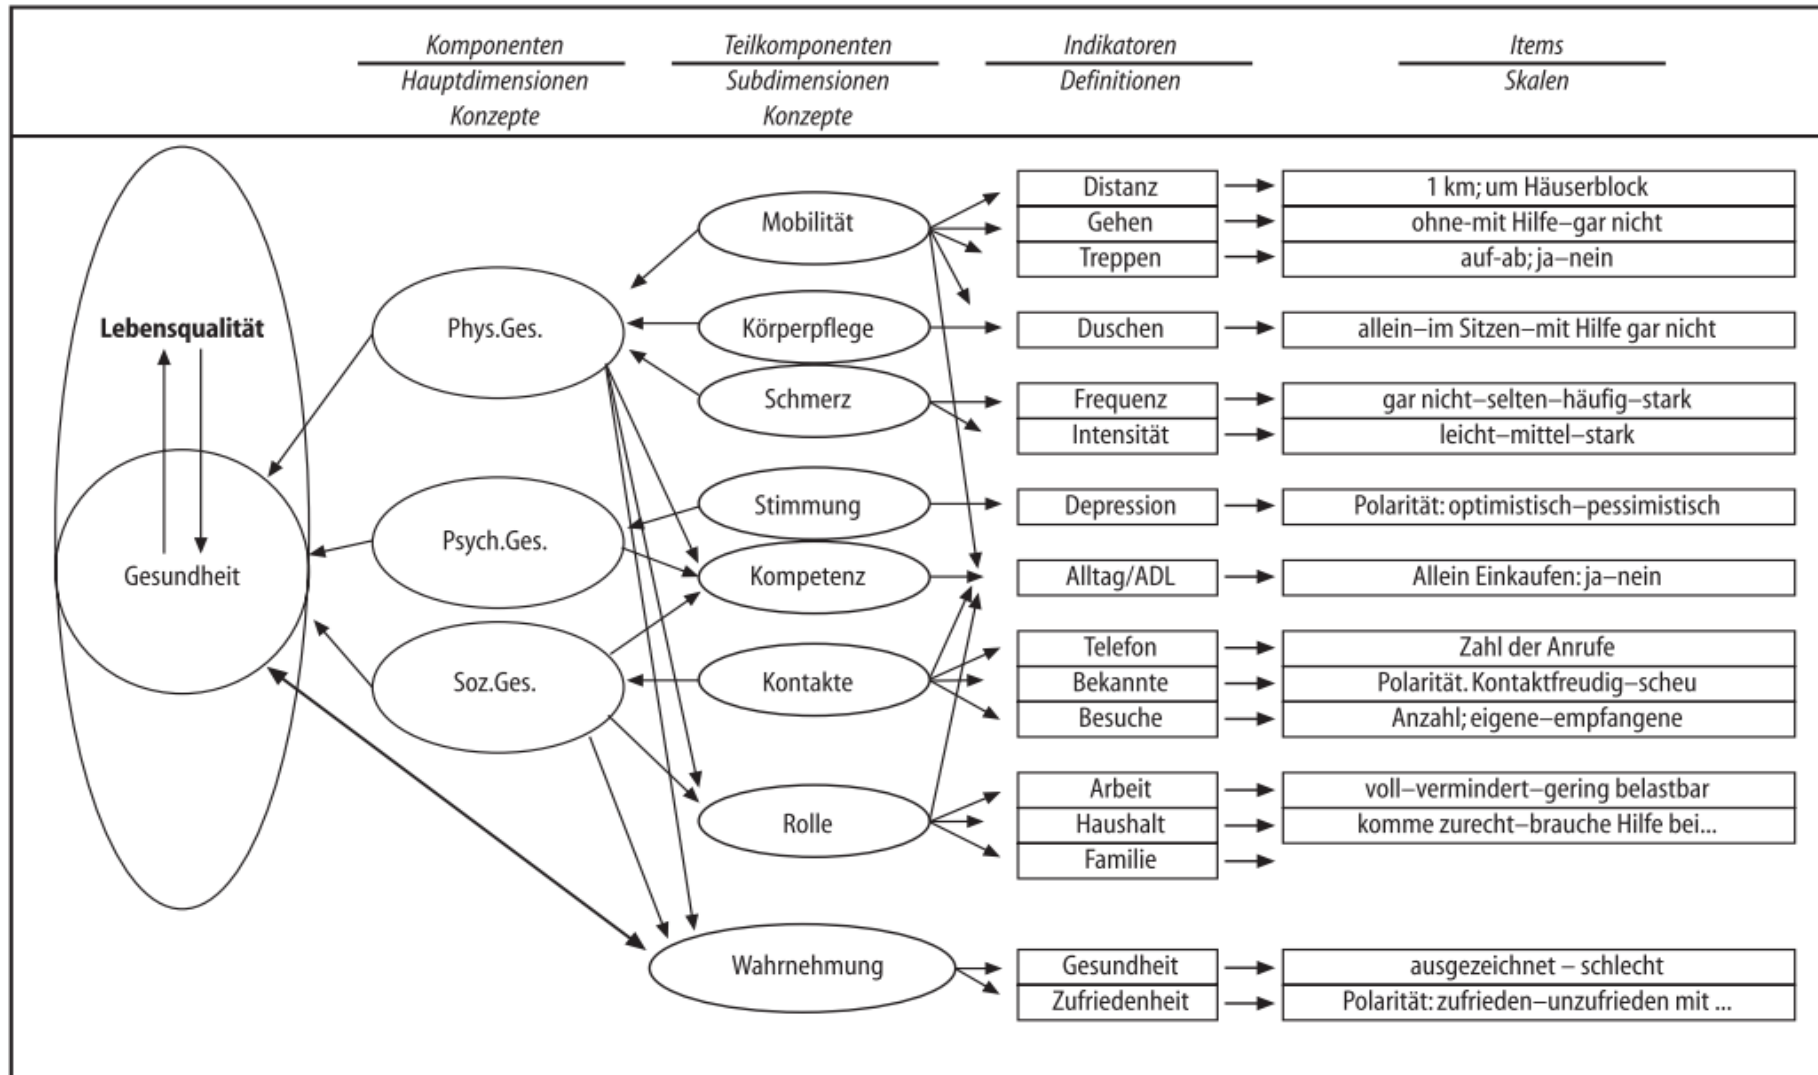 Komponenten
Hauptdimensionen
Konzepte
Teilkomponenten
Subdimensionen
Konzepte
Indikatoren
Definitionen
Items
Skalen
Lebensqualität
Gesundheit
Phys.Ges.
Psych.Ges.
Soz.Ges.
Mobilität
Körperpflege
Schmerz
Stimmung
Kompetenz
Kontakte
Rolle
Wahrnehmung
Distanz
1 km; um Häuserblock
Gehen
ohne-mit Hilfe–gar nicht
Treppen
auf-ab; ja–nein
Duschen
allein–im Sitzen–mit Hilfe gar nicht
Frequenz
gar nicht–selten–häufig–stark
Intensität
leicht–mittel–stark
Depression
Polarität: optimistisch–pessimistisch
Alltag/ADL
Allein Einkaufen: ja–nein
Telefon
Zahl der Anrufe
Bekannte
Polarität. Kontaktfreudig–scheu
Besuche
Anzahl; eigene–empfangene
Arbeit
voll–vermindert–gering belastbar
Haushalt
komme zurecht–brauche Hilfe bei...
Familie
Gesundheit
ausgezeichnet – schlecht
Zufriedenheit
Polarität: zufrieden–unzufrieden mit ...